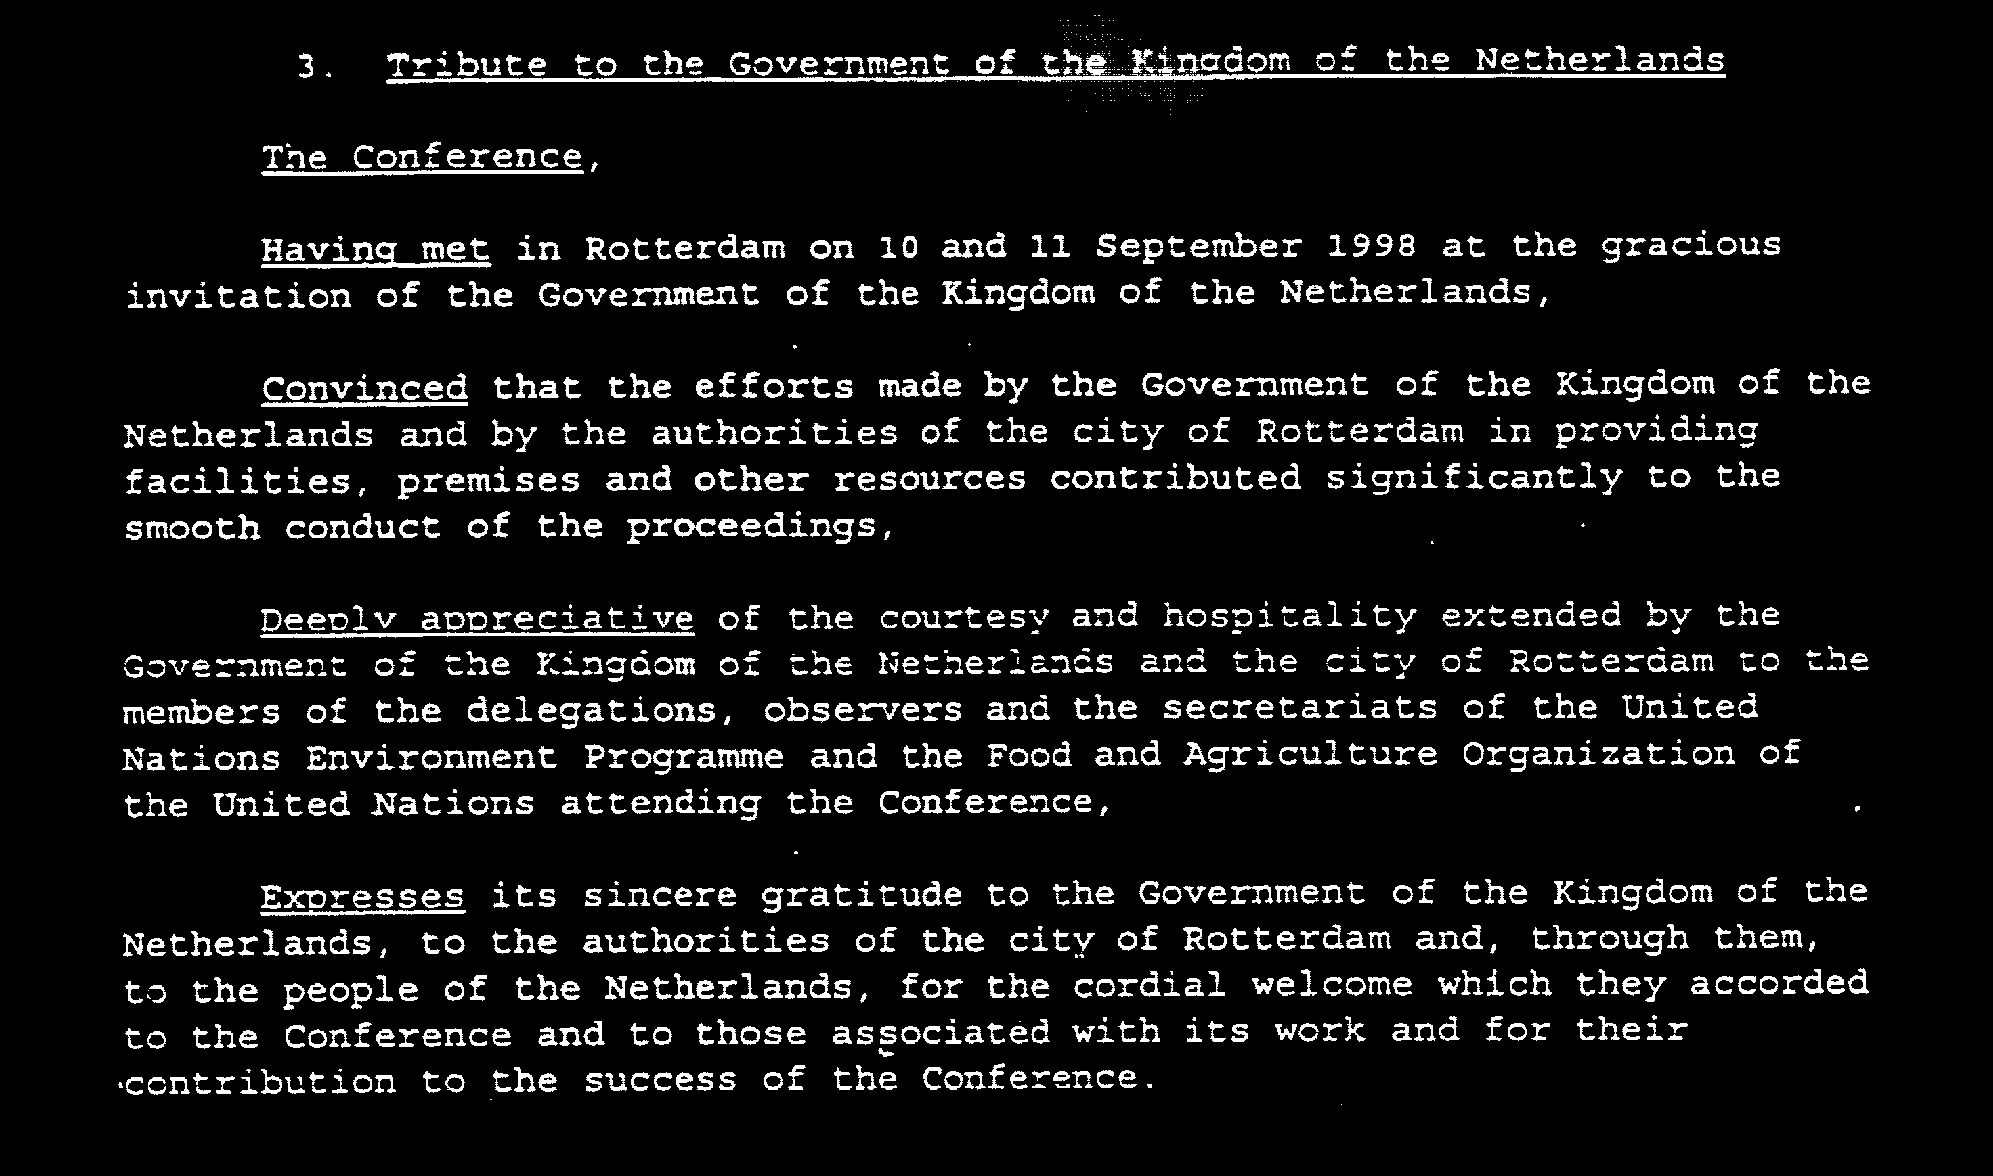 3. Tribute to the Government of the Kingdom of the Netherlands
The Conference,
Having met in Rotterdam on 10 and 11 September 1998 at the gracious
invitation of the Government of the Kingdom of the Netherlands,
Convinced that the efforts made by the Government of the Kingdom of the
Netherlands and by the authorities of the city of Rotterdam in providing
facilities, premises and other resources contributed significantly to the
smooth conduct of the proceedings,
Deeply appreciative of the courtesy and hospitality extended by the
Government of the Kingdom of the Netherlands and the city of Rotterdam to the
members of the delegations, observers and the secretariats of the United
Nations Environment Programme and the Food and Agriculture Organization of
the United Nations attending the Conference,
Expresses its sincere gratitude to the Government of the Kingdom of the
Netherlands, to the authorities of the city of Rotterdam and, through them,
to the people of the Netherlands, for the cordial welcome which they accorded
to the Conference and to those associated with its work and for their
contribution to the success of the Conference.